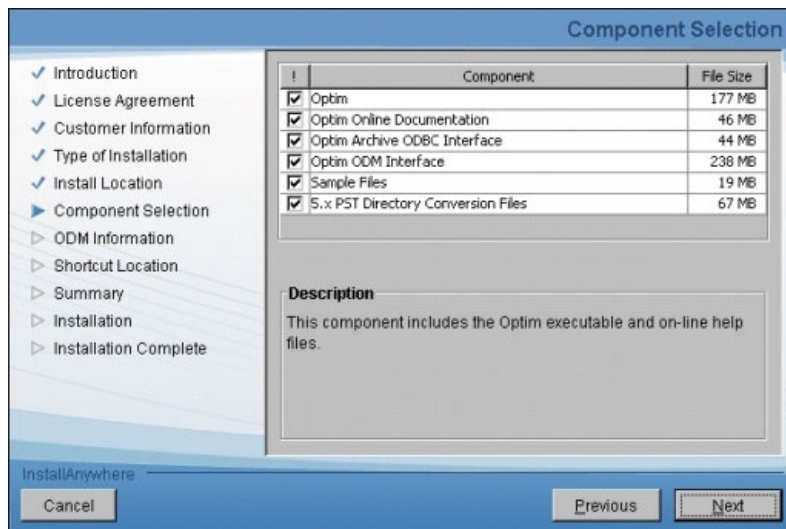 Component Selection
Introduction
License Agreement
Customer Information
Type of Installation
Install Location
Component Selection
ODM Information
Shortcut Location
Summary
Installation
Installation Complete
! Component File Size
Optim 177 MB
Optim Online Documentation 46 MB
Optim Archive ODBC Interface 44 MB
Optim ODM Interface 238 MB
Sample Files 19 MB
5.x PST Directory Conversion Files 67 MB
Description
This component includes the Optim executable and on-line help
files.
InstallAnywhere
Cancel
Previous
Next